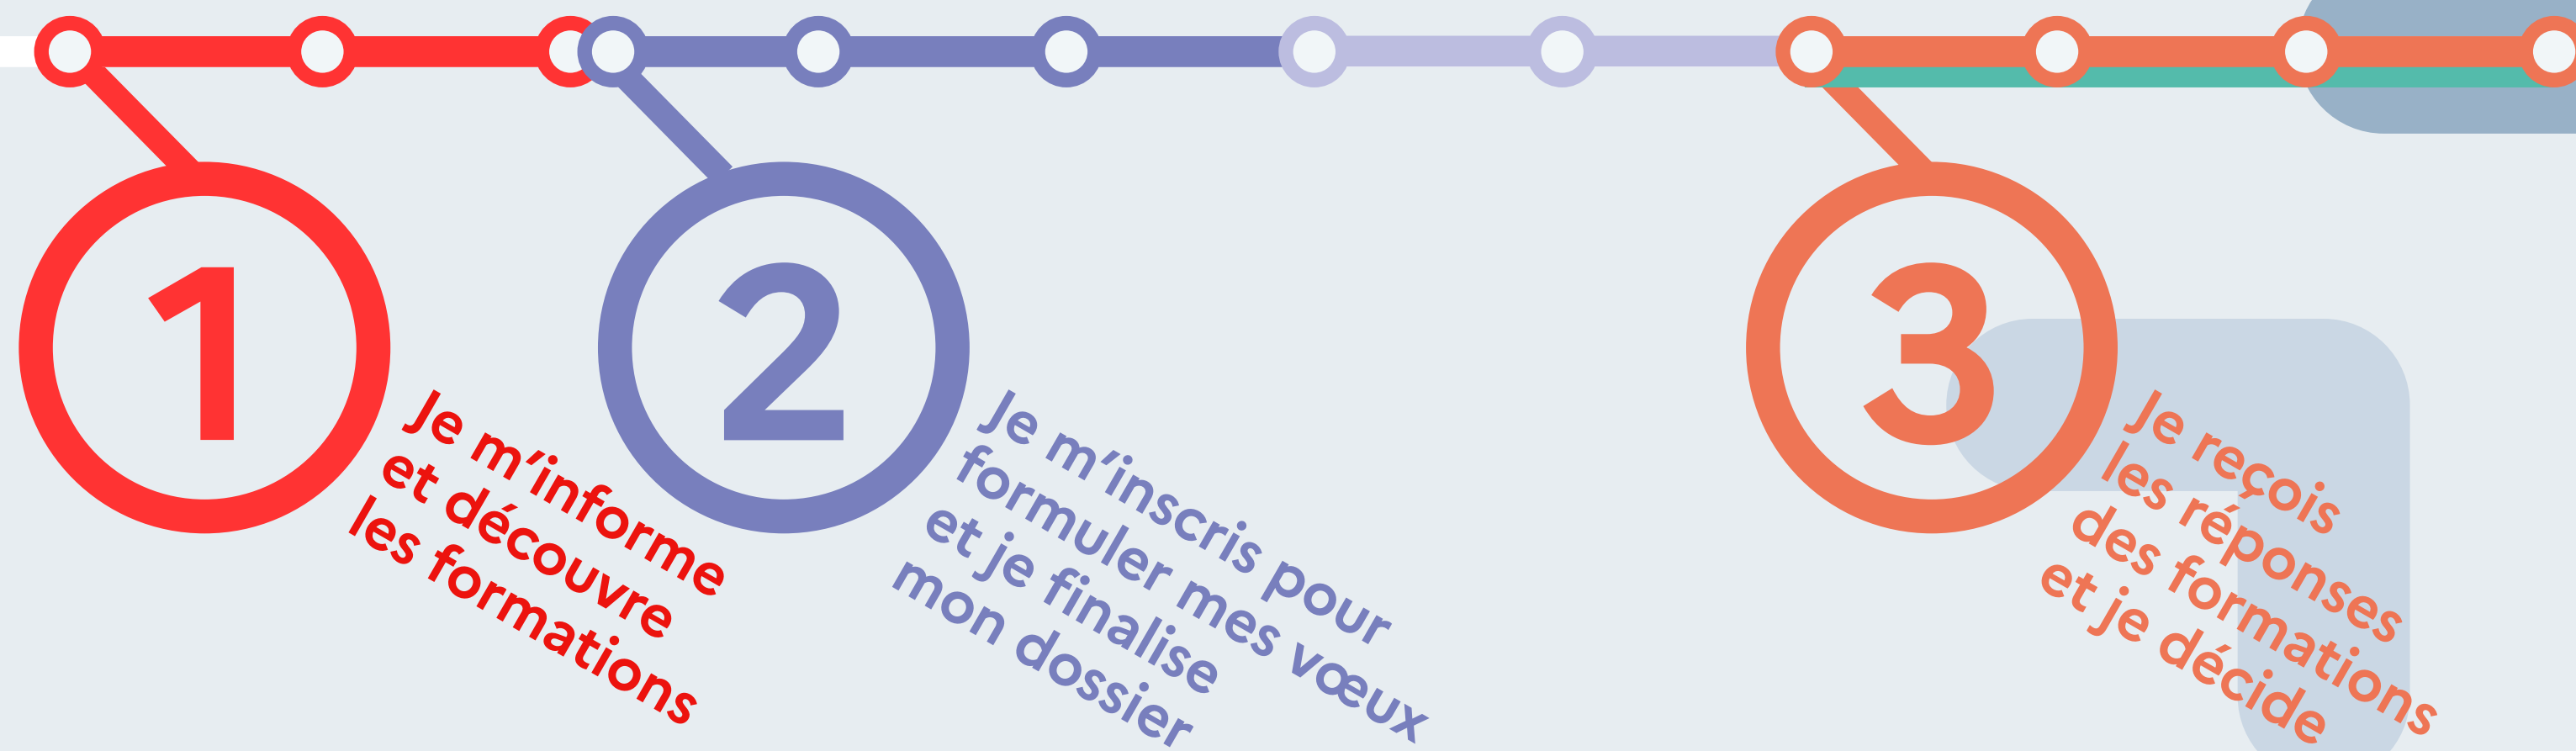 1
Je m’informe
et découvre
les formations
2
Je m’inscris pour
formuler mes vœux
et je finalise
mon dossier
3
Je reçois
les réponses
des formations
et je décide